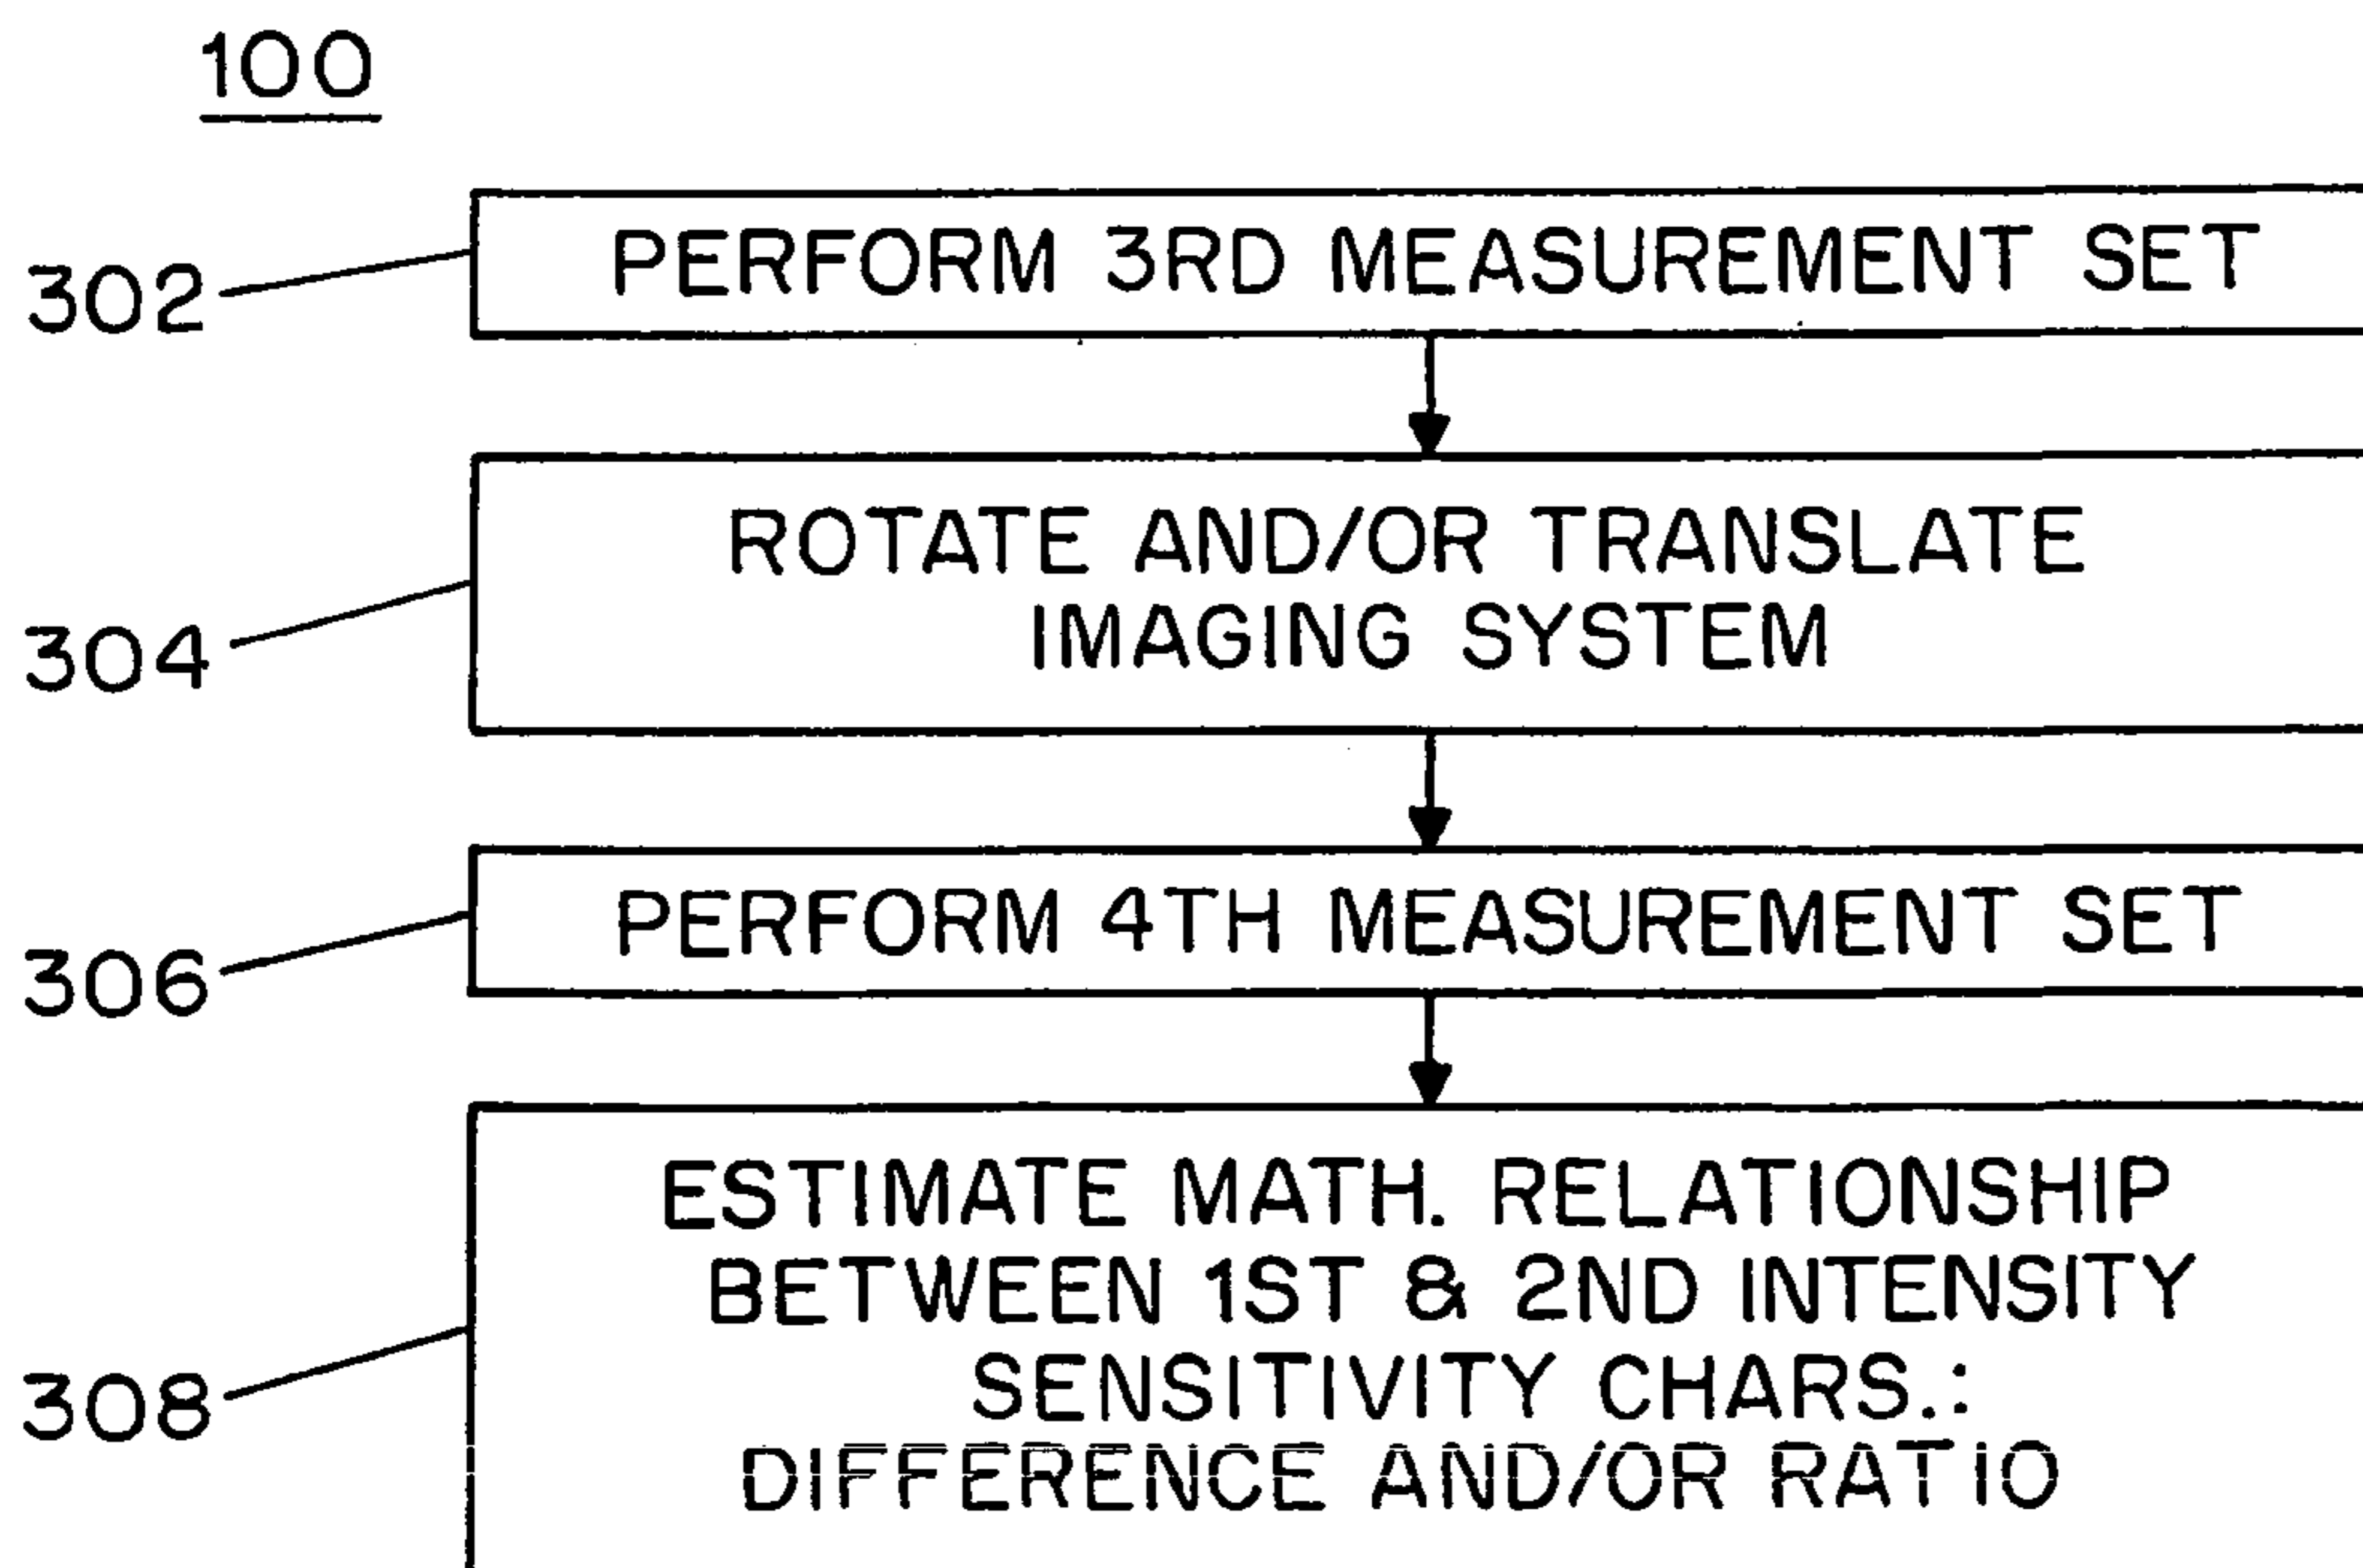 100
302
PERFORM 3RD MEASUREMENT SET
304
ROTATE AND/OR TRANSLATE
IMAGING SYSTEM
306
PERFORM 4TH MEASUREMENT SET
308
ESTIMATE MATH. RELATIONSHIP
BETWEEN 1ST & 2ND INTENSITY
SENSITIVITY CHARS.:
DIFFERENCE AND/OR RATIO